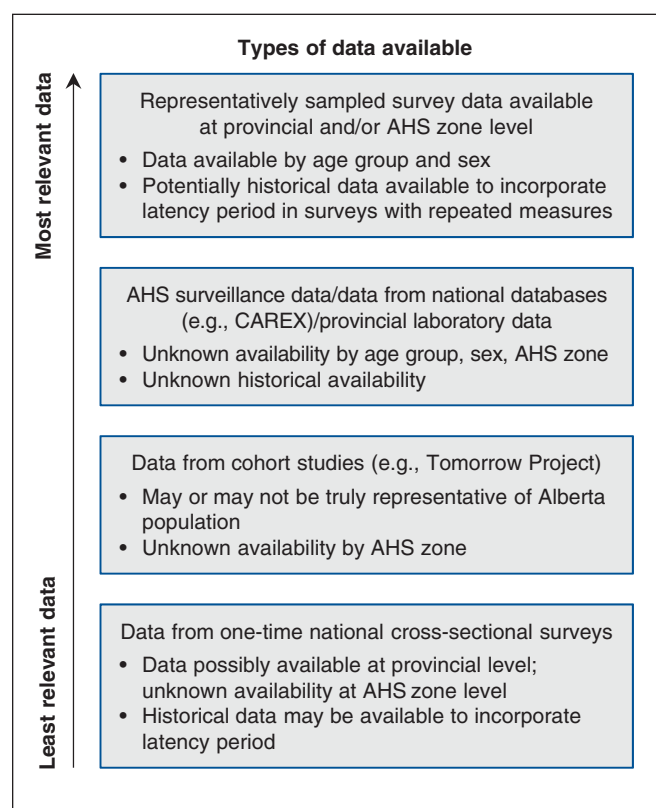 Types of data available
Most relevant data
Representatively sampled survey data available
at provincial and/or AHS zone level
• Data available by age group and sex
• Potentially historical data available to incorporate
latency period in surveys with repeated measures
AHS surveillance data/data from national databases
(e.g., CAREX)/provincial laboratory data
• Unknown availability by age group, sex, AHS zone
• Unknown historical availability
Data from cohort studies (e.g., Tomorrow Project)
• May or may not be truly representative of Alberta
population
• Unknown availability by AHS zone
Least relevant data
Data from one-time national cross-sectional surveys
• Data possibly available at provincial level;
unknown availability at AHS zone level
• Historical data may be available to incorporate
latency period